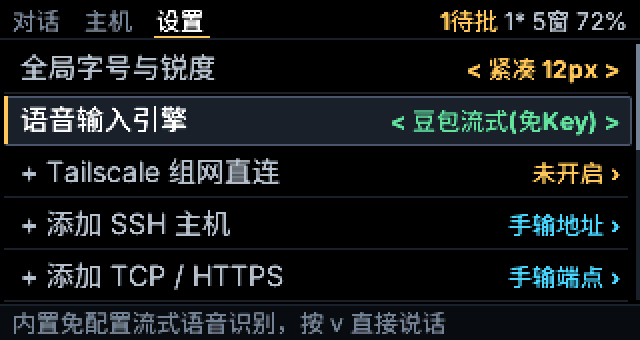 对话 主机 设置 1待批 1* 5窗 72%
全局字号与锐度 < 紧凑 12px >
语音输入引擎 < 豆包流式(免Key) >
+ Tailscale 组网直连 未开启 ›
+ 添加 SSH 主机 手输地址 ›
+ 添加 TCP / HTTPS 手输端点 ›
内置免配置流式语音识别，按 v 直接说话